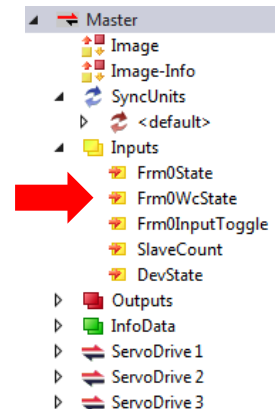 Master
Image
Image-Info
SyncUnits
<default>
Inputs
Frm0State
Frm0WcState
Frm0InputToggle
SlaveCount
DevState
Outputs
InfoData
ServoDrive 1
ServoDrive 2
ServoDrive 3